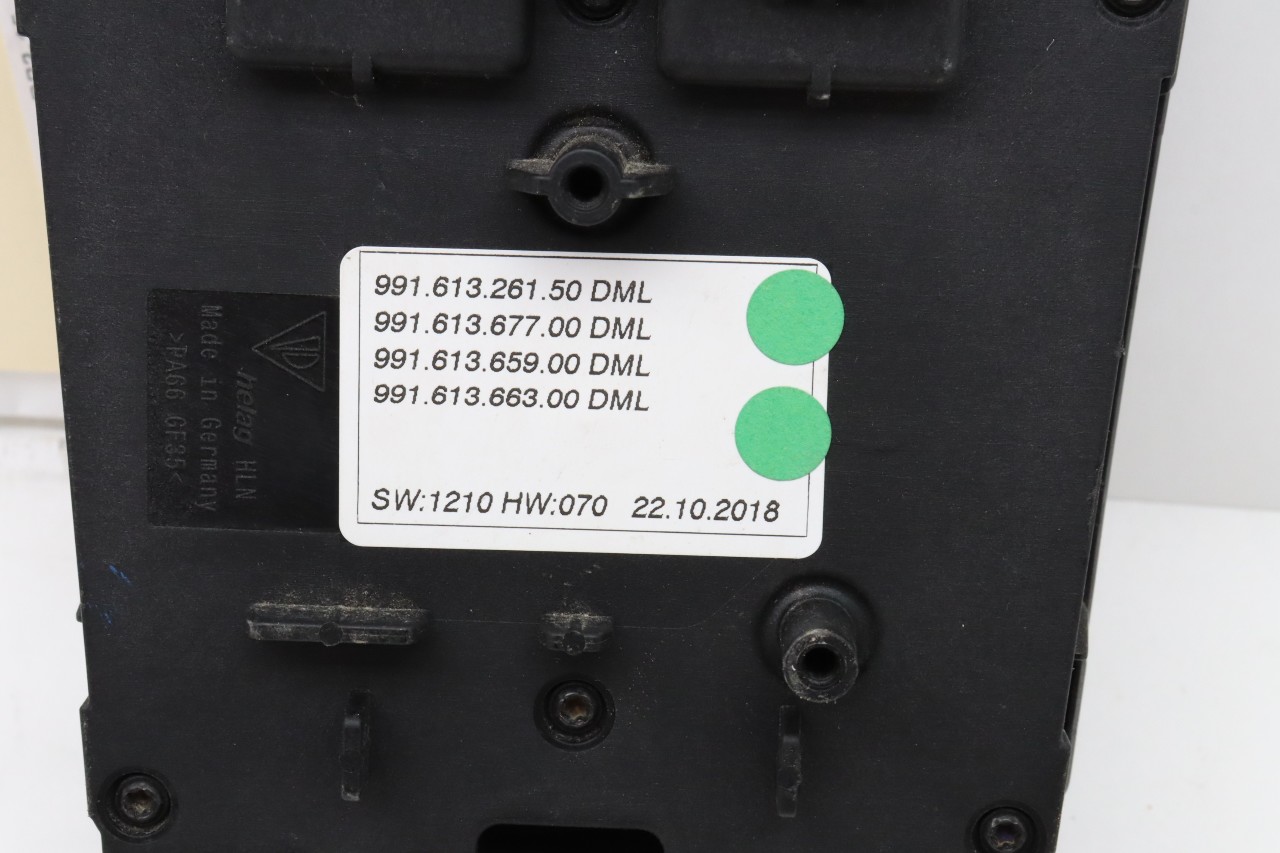 991.613.261.50 DML
991.613.677.00 DML
991.613.659.00 DML
991.613.663.00 DML
SW:1210 HW:070 22.10.2018
helag HLN
Made in Germany
>PA66 GF35<